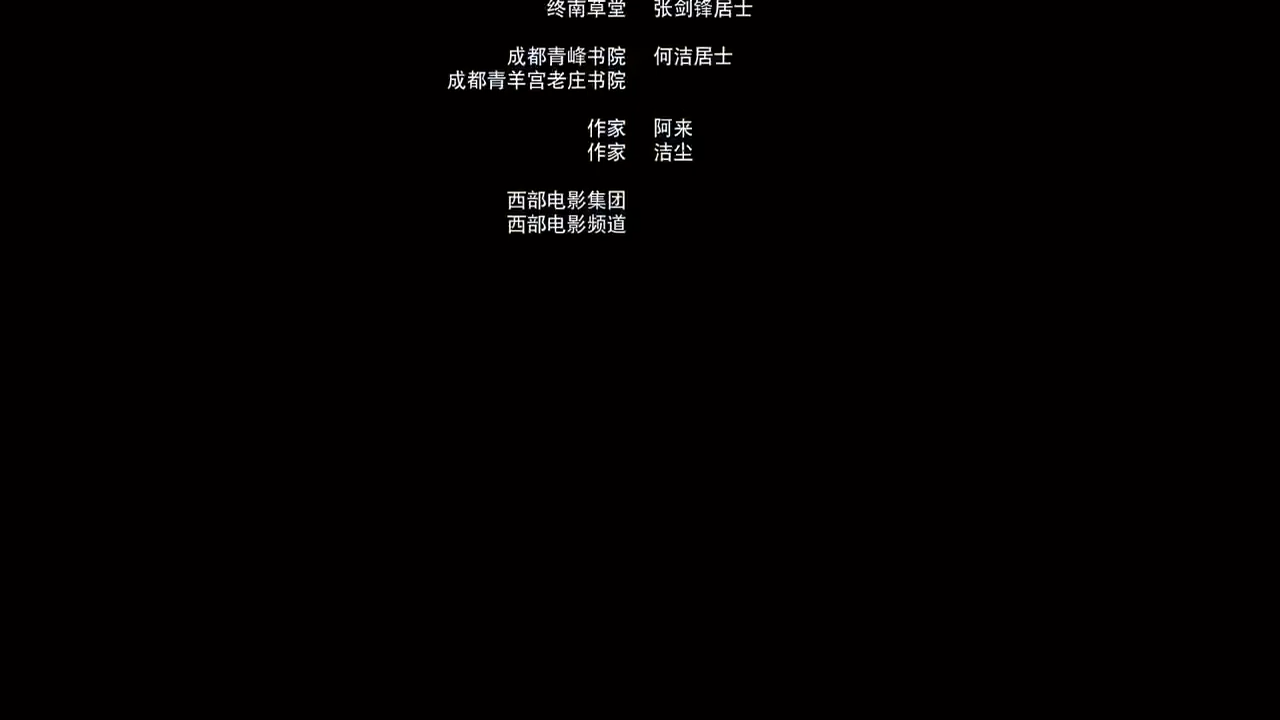 终南草堂 张剑锋居士
成都青峰书院 何洁居士
成都青羊宫老庄书院
作家 阿来
作家 洁尘
西部电影集团
西部电影频道